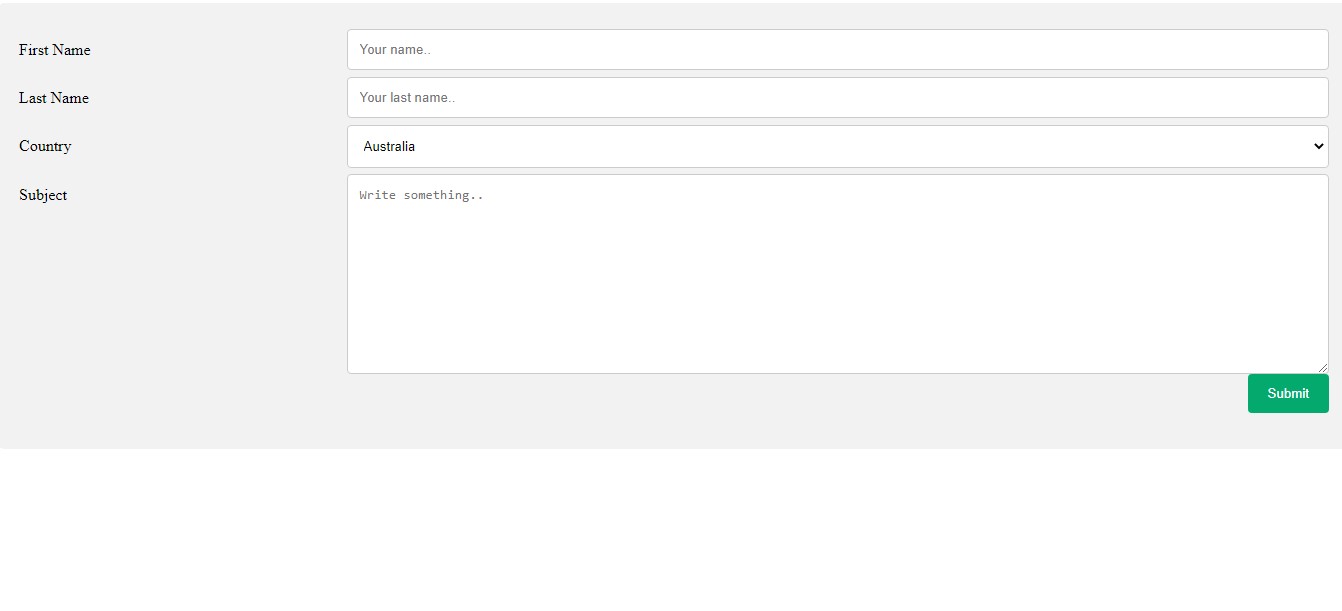 First Name Your name..
Last Name Your last name..
Country Australia
Subject Write something..
Submit